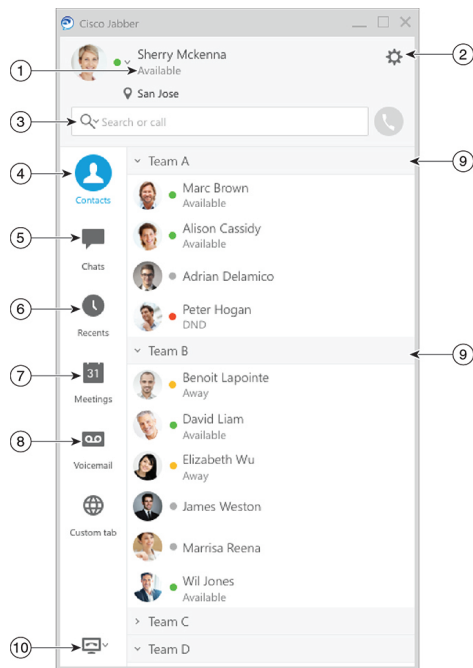 Cisco Jabber
Sherry Mckenna
1
Available
2
San Jose
3
Search or call
9
Team A
4
Contacts
Marc Brown
Available
5
Chats
Alison Cassidy
Available
Adrian Delamico
6
Recents
Peter Hogan
DND
Team B
9
7
31
Meetings
Benoit Lapointe
Away
David Liam
Available
8
Voicemail
Elizabeth Wu
Away
Custom tab
James Weston
Marrisa Reena
Wil Jones
Available
Team C
10
Team D